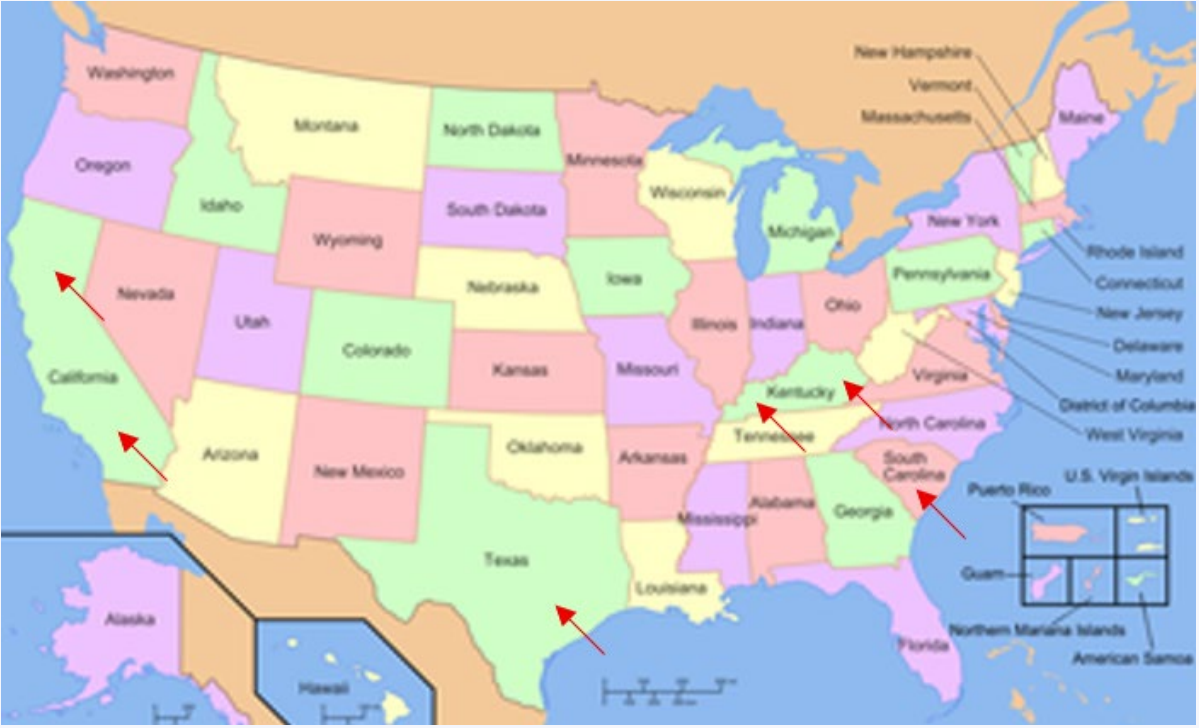 Washington
Montana
North Dakota
Minnesota
New Hampshire
Vermont
Massachusetts
Maine
Oregon
Idaho
Wyoming
South Dakota
Wisconsin
Michigan
New York
Rhode Island
Connecticut
New Jersey
Delaware
Maryland
District of Columbia
West Virginia
Nevada
Utah
Colorado
Nebraska
Iowa
Illinois
Indiana
Ohio
Pennsylvania
California
Kansas
Missouri
Kentucky
Virginia
Arizona
New Mexico
Oklahoma
Arkansas
Tennessee
North Carolina
South
Carolina
Texas
Louisiana
Mississippi
Alabama
Georgia
Florida
Alaska
Hawaii
Puerto Rico
U.S. Virgin Islands
Guam
Northern Mariana Islands
American Samoa